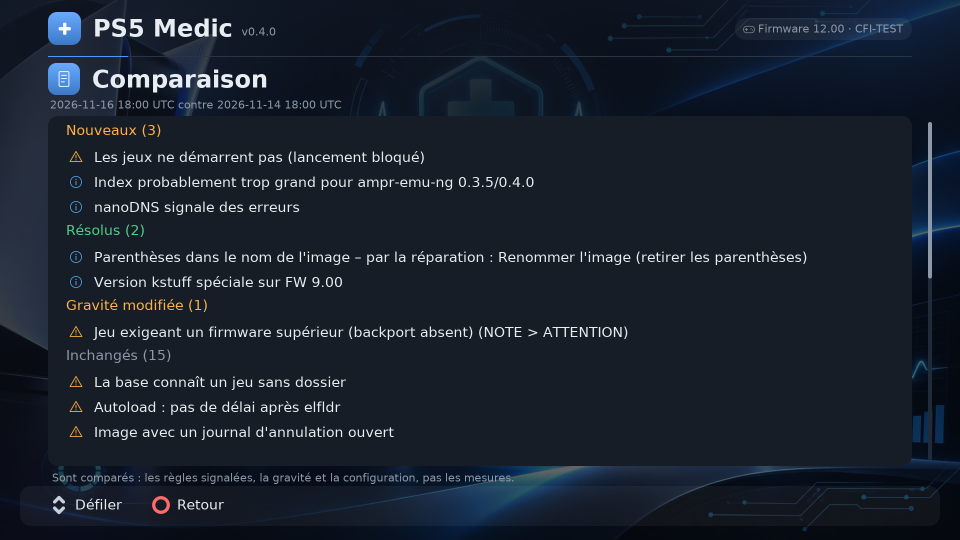 PS5 Medic v0.4.0
Firmware 12.00 · CFI-TEST
Comparaison
2026-11-16 18:00 UTC contre 2026-11-14 18:00 UTC
Nouveaux (3)
Les jeux ne démarrent pas (lancement bloqué)
Index probablement trop grand pour ampr-emu-ng 0.3.5/0.4.0
nanoDNS signale des erreurs
Résolus (2)
Parenthèses dans le nom de l'image – par la réparation : Renommer l'image (retirer les parenthèses)
Version kstuff spéciale sur FW 9.00
Gravité modifiée (1)
Jeu exigeant un firmware supérieur (backport absent) (NOTE > ATTENTION)
Inchangés (15)
La base connaît un jeu sans dossier
Autoload : pas de délai après elfldr
Image avec un journal d'annulation ouvert
Sont comparés : les règles signalées, la gravité et la configuration, pas les mesures.
Défiler
Retour